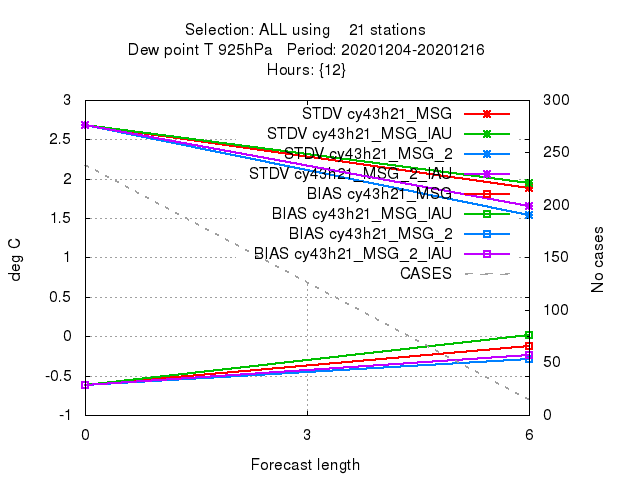 Selection: ALL using    21 stations
Dew point T 925hPa   Period: 20201204-20201216
Hours: {12}
3
2.5
2
1.5
1
0.5
0
-0.5
-1
300
250
200
150
100
50
0
STDV cy43h21_MSG
STDV cy43h21_MSG_IAU
STDV cy43h21_MSG_2
STDV cy43h21_MSG_2_IAU
BIAS cy43h21_MSG
BIAS cy43h21_MSG_IAU
BIAS cy43h21_MSG_2
BIAS cy43h21_MSG_2_IAU
CASES
deg C
No cases
0 3 6
Forecast length